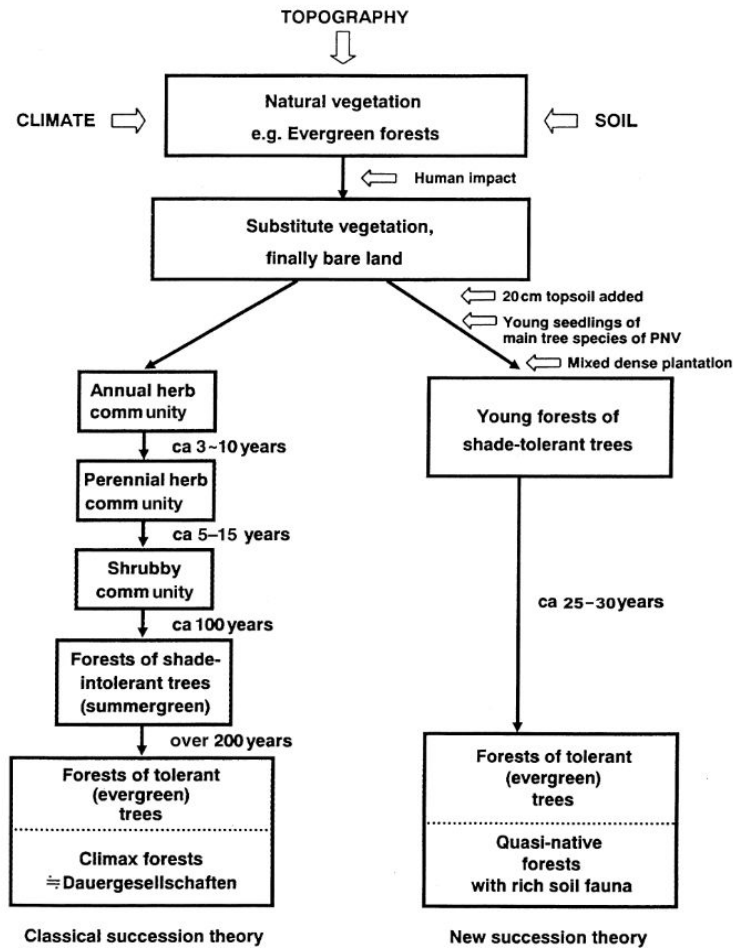 TOPOGRAPHY
Natural vegetation
e.g. Evergreen forests
CLIMATE
SOIL
Human impact
Substitute vegetation,
finally bare land
20cm topsoil added
Young seedlings of
main tree species of PNV
Mixed dense plantation
Annual herb
community
ca 3~10 years
Perennial herb
community
ca 5–15 years
Shrubby
community
ca 100 years
Forests of shade-
intolerant trees
(summergreen)
over 200 years
Forests of tolerant
(evergreen)
trees
Climax forests
≒Dauergesellschaften
Classical succession theory
Young forests of
shade-tolerant trees
ca 25–30 years
Forests of tolerant
(evergreen)
trees
Quasi-native
forests
with rich soil fauna
New succession theory